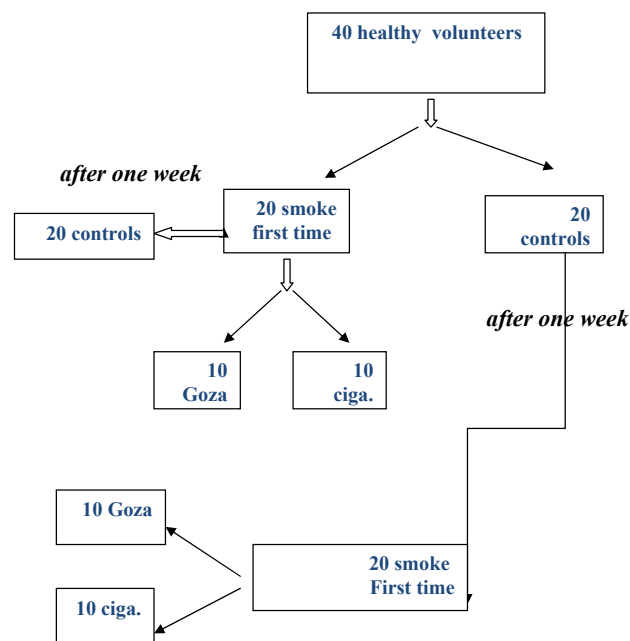 40 healthy volunteers
after one week
20 smoke
first time
20 controls
20
controls
after one week
10
Goza
10
ciga.
10 Goza
20 smoke
First time
10 ciga.